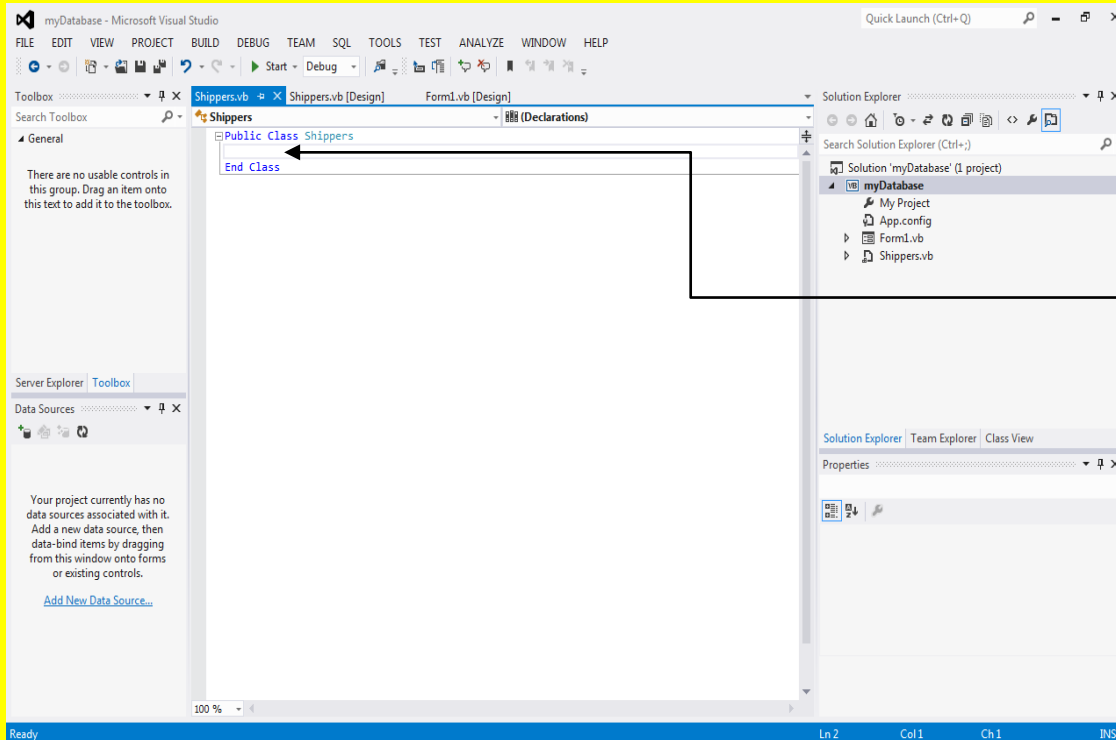 myDatabase - Microsoft Visual Studio
Quick Launch (Ctrl+Q)
FILE EDIT VIEW PROJECT BUILD DEBUG TEAM SQL TOOLS TEST ANALYZE WINDOW HELP
Start Debug
Toolbox
Search Toolbox
General
There are no usable controls in
this group. Drag an item onto
this text to add it to the toolbox.
Server Explorer Toolbox
Data Sources
Your project currently has no
data sources associated with it.
Add a new data source, then
data-bind items by dragging
from this window onto forms
or existing controls.
Add New Data Source...
Shippers.vb Shippers.vb [Design] Form1.vb [Design]
Shippers (Declarations)
Public Class Shippers
End Class
100 %
Solution Explorer
Search Solution Explorer (Ctrl+;)
Solution 'myDatabase' (1 project)
VB myDatabase
My Project
App.config
Form1.vb
Shippers.vb
Solution Explorer Team Explorer Class View
Properties
Ready Ln 2 Col 1 Ch 1 INS